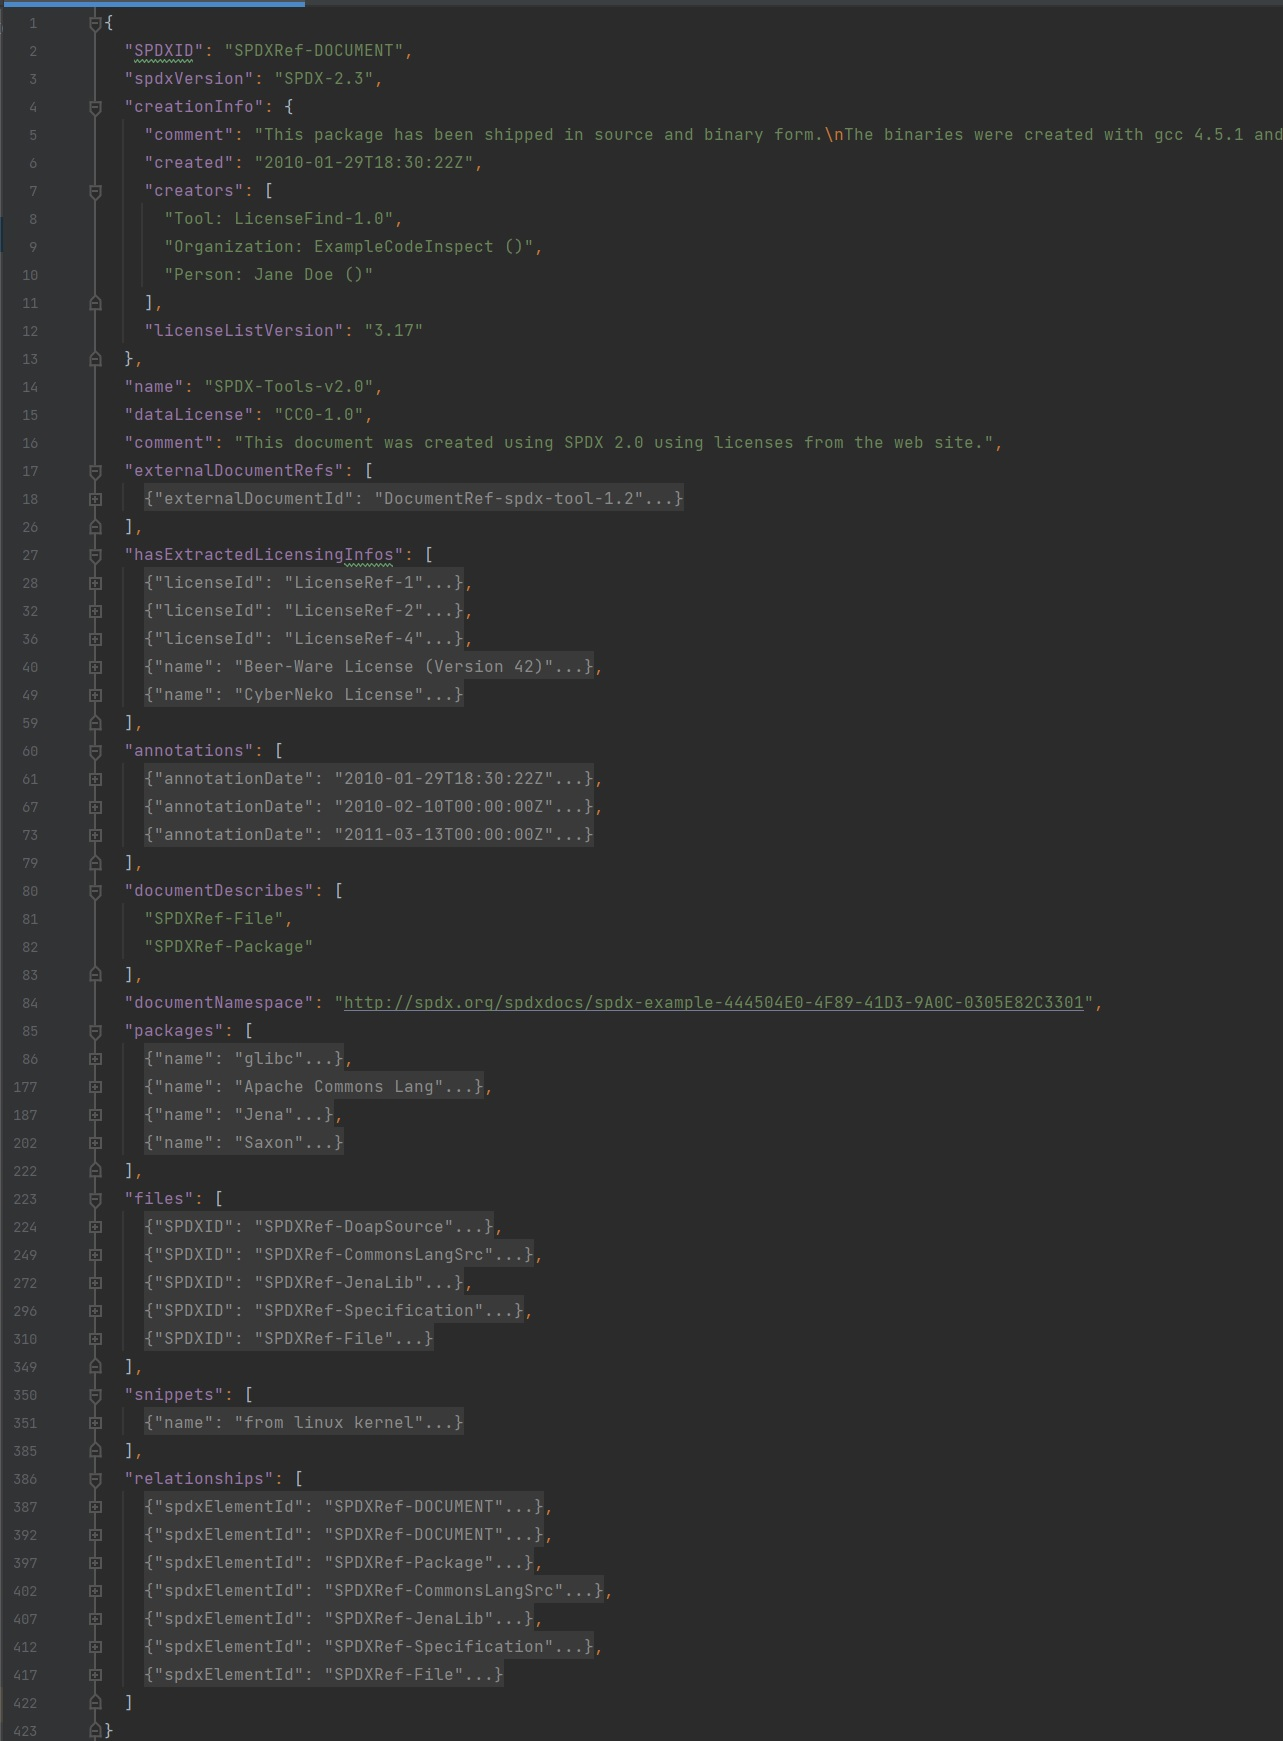 1 {
2 "SPDXID": "SPDXRef-DOCUMENT",
3 "spdxVersion": "SPDX-2.3",
4 "creationInfo": {
5 "comment": "This package has been shipped in source and binary form.\nThe binaries were created with gcc 4.5.1 and
6 "created": "2010-01-29T18:30:22Z",
7 "creators": [
8 "Tool: LicenseFind-1.0",
9 "Organization: ExampleCodeInspect ()",
10 "Person: Jane Doe ()"
11 ],
12 "licenseListVersion": "3.17"
13 },
14 "name": "SPDX-Tools-v2.0",
15 "dataLicense": "CC0-1.0",
16 "comment": "This document was created using SPDX 2.0 using licenses from the web site.",
17 "externalDocumentRefs": [
18 {"externalDocumentId": "DocumentRef-spdx-tool-1.2"...}
26 ],
27 "hasExtractedLicensingInfos": [
28 {"licenseId": "LicenseRef-1"...},
32 {"licenseId": "LicenseRef-2"...},
36 {"licenseId": "LicenseRef-4"...},
40 {"name": "Beer-Ware License (Version 42)"...},
49 {"name": "CyberNeko License"...}
59 ],
60 "annotations": [
61 {"annotationDate": "2010-01-29T18:30:22Z"...},
67 {"annotationDate": "2010-02-10T00:00:00Z"...},
73 {"annotationDate": "2011-03-13T00:00:00Z"...}
79 ],
80 "documentDescribes": [
81 "SPDXRef-File",
82 "SPDXRef-Package"
83 ],
84 "documentNamespace": "http://spdx.org/spdxdocs/spdx-example-444504E0-4F89-41D3-9A0C-0305E82C3301",
85 "packages": [
86 {"name": "glibc"...},
177 {"name": "Apache Commons Lang"...},
187 {"name": "Jena"...},
202 {"name": "Saxon"...}
222 ],
223 "files": [
224 {"SPDXID": "SPDXRef-DoapSource"...},
249 {"SPDXID": "SPDXRef-CommonsLangSrc"...},
272 {"SPDXID": "SPDXRef-JenaLib"...},
296 {"SPDXID": "SPDXRef-Specification"...},
310 {"SPDXID": "SPDXRef-File"...}
349 ],
350 "snippets": [
351 {"name": "from linux kernel"...}
385 ],
386 "relationships": [
387 {"spdxElementId": "SPDXRef-DOCUMENT"...},
392 {"spdxElementId": "SPDXRef-DOCUMENT"...},
397 {"spdxElementId": "SPDXRef-Package"...},
402 {"spdxElementId": "SPDXRef-CommonsLangSrc"...},
407 {"spdxElementId": "SPDXRef-JenaLib"...},
412 {"spdxElementId": "SPDXRef-Specification"...},
417 {"spdxElementId": "SPDXRef-File"...}
422 ]
423 }